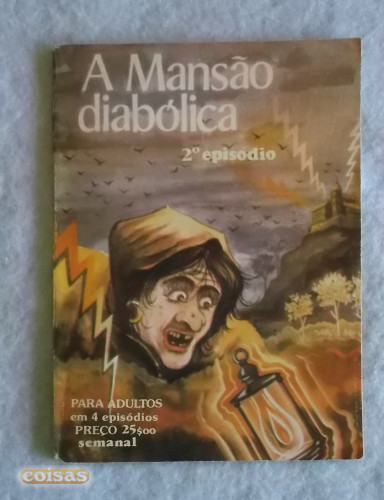 A Mansão
diabólica
2º episodio
PARA ADULTOS
em 4 episódios
PREÇO 25$00
semanal
coisas